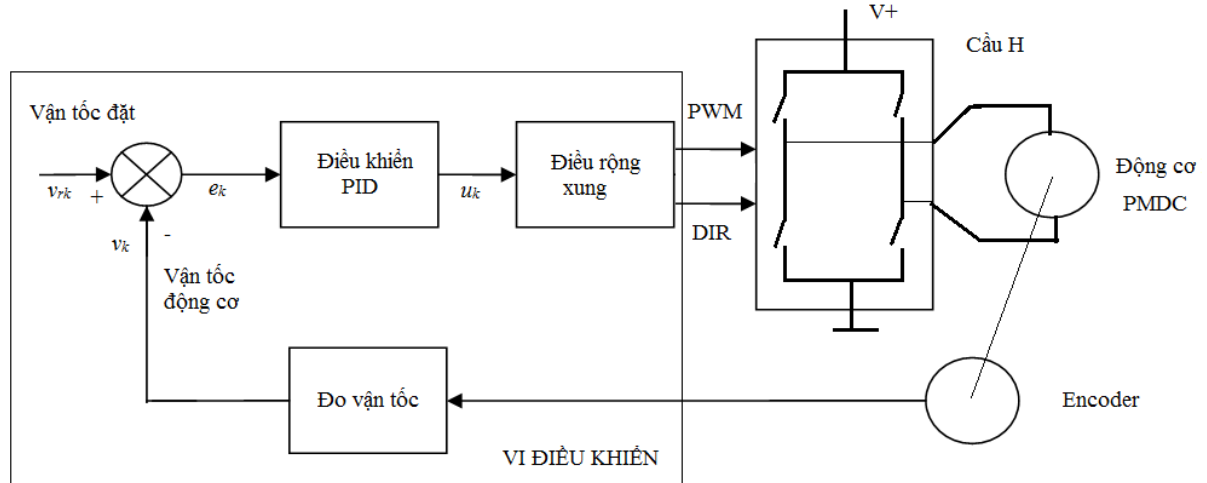 V+
Cầu H
Vận tốc đặt
PWM
Điều khiển
PID
Điều rộng
xung
Động cơ
PMDC
vrk
+
ek
uk
DIR
vk
-
Vận tốc
động cơ
Đo vận tốc
Encoder
VI ĐIỀU KHIỂN